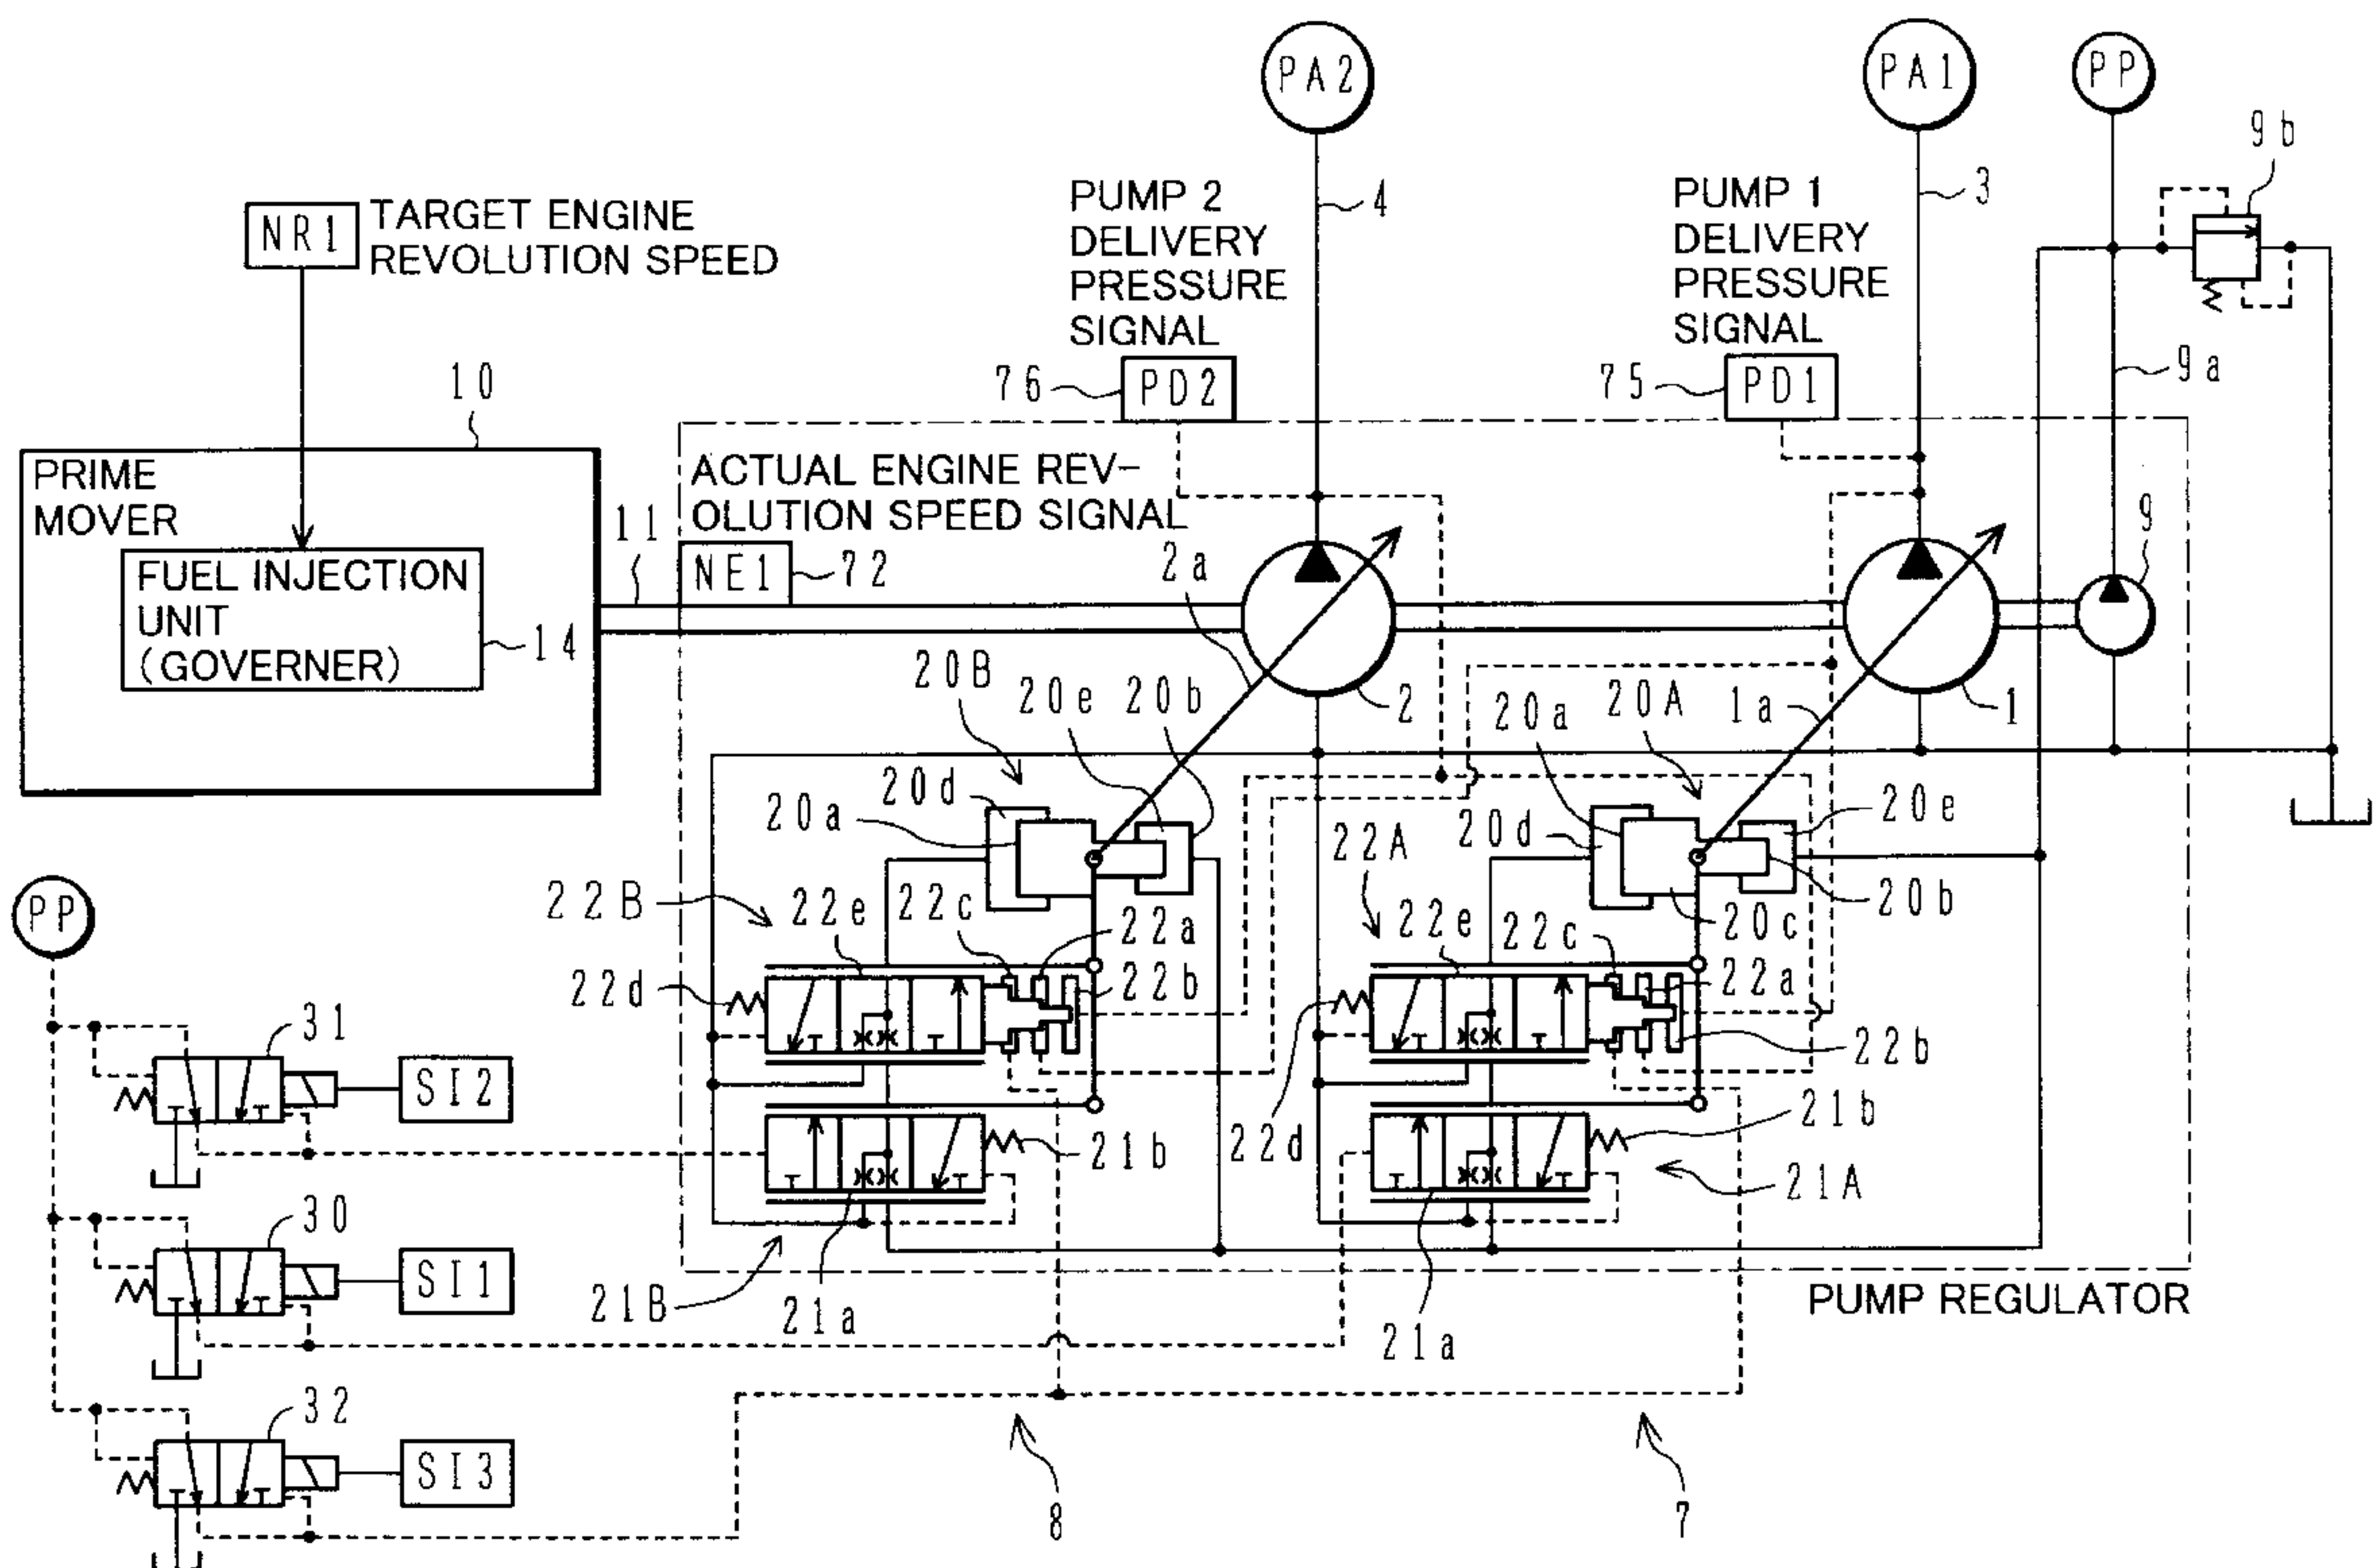 PA2
PA1
PP
9b
PUMP 2
DELIVERY
PRESSURE
SIGNAL
4
PUMP 1
DELIVERY
PRESSURE
SIGNAL
3
NR1
TARGET ENGINE
REVOLUTION SPEED
10
76
PD2
75
PD1
9a
PRIME
MOVER
ACTUAL ENGINE REV-
OLUTION SPEED SIGNAL
11
NE1
72
2a
9
FUEL INJECTION
UNIT
(GOVERNER)
14
20B
20e
20b
2
20a
20A
1a
1
20d
20a
20d
22A
20e
20b
PP
22B
22e
22c
22a
22e
22c
20c
22d
22b
22a
22b
31
SI2
21b
22d
21b
21A
30
SI1
21B
21a
21a
PUMP REGULATOR
32
SI3
8
7